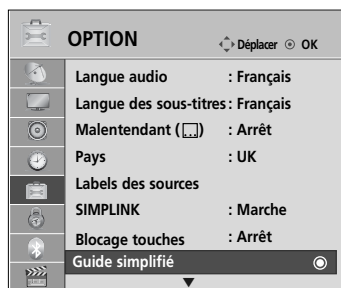 OPTION Déplacer OK
Langue audio : Français
Langue des sous-titres : Français
Malentendant ( ) : Arrêt
Pays : UK
Labels des sources
SIMPLINK : Marche
Blocage touches : Arrêt
Guide simplifié